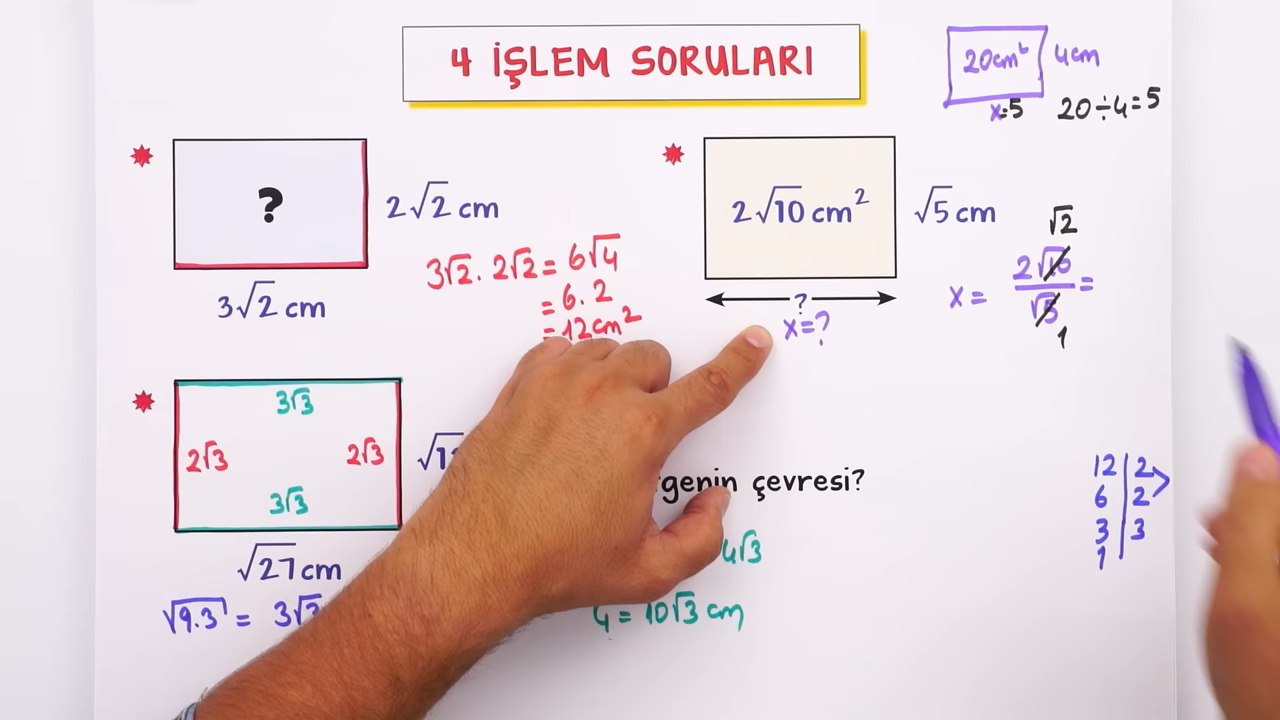 4 İŞLEM SORULARI
20cm² 4cm
x=5 20÷4=5
?
2√2 cm
3√2 cm
3√2 . 2√2 = 6√4
= 6.2
= 12cm²
2√10 cm²
√5 cm
?
x=?
√2
x = 2√10/√5 =
1
3√3
2√3 2√3
3√3
√27 cm
√9.3 = 3√3
çevresi?
4√3
= 10√3 cm
12 | 2
6 | 2
3 | 3
1